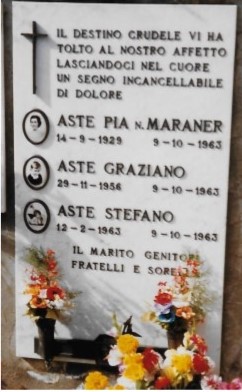 IL DESTINO CRUDELE VI HA
TOLTO AL NOSTRO AFFETTO
LASCIANDOCI NEL CUORE
UN SEGNO INCANCELLABILE
DI DOLORE
ASTE PIA N. MARANER
14-9-1929 9-10-1963
ASTE GRAZIANO
29-11-1956 9-10-1963
ASTE STEFANO
12-2-1963 9-10-1963
IL MARITO GENITORI
FRATELLI E